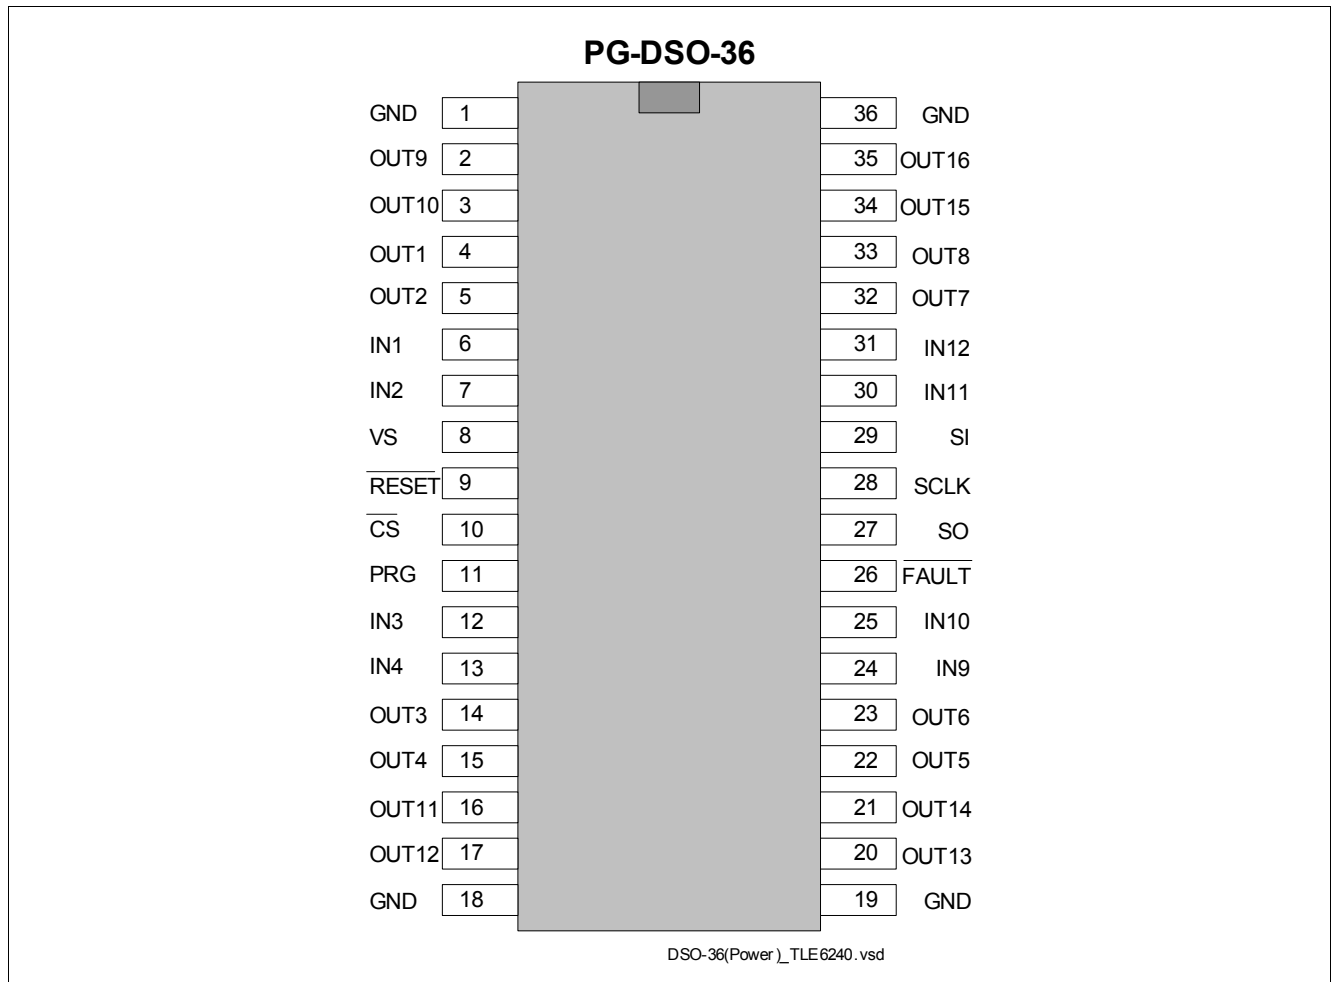 PG-DSO-36
GND 1 36 GND
OUT9 2 35 OUT16
OUT10 3 34 OUT15
OUT1 4 33 OUT8
OUT2 5 32 OUT7
IN1 6 31 IN12
IN2 7 30 IN11
VS 8 29 SI
RESET 9 28 SCLK
CS 10 27 SO
PRG 11 26 FAULT
IN3 12 25 IN10
IN4 13 24 IN9
OUT3 14 23 OUT6
OUT4 15 22 OUT5
OUT11 16 21 OUT14
OUT12 17 20 OUT13
GND 18 19 GND
DSO-36(Power)_TLE6240.vsd